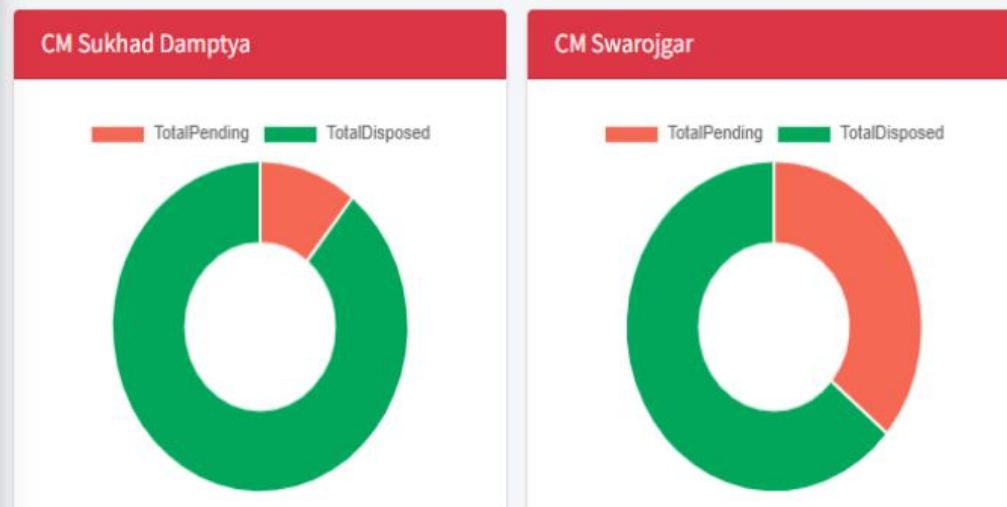 CM Sukhad Damptya
TotalPending TotalDisposed
CM Swarojgar
TotalPending TotalDisposed